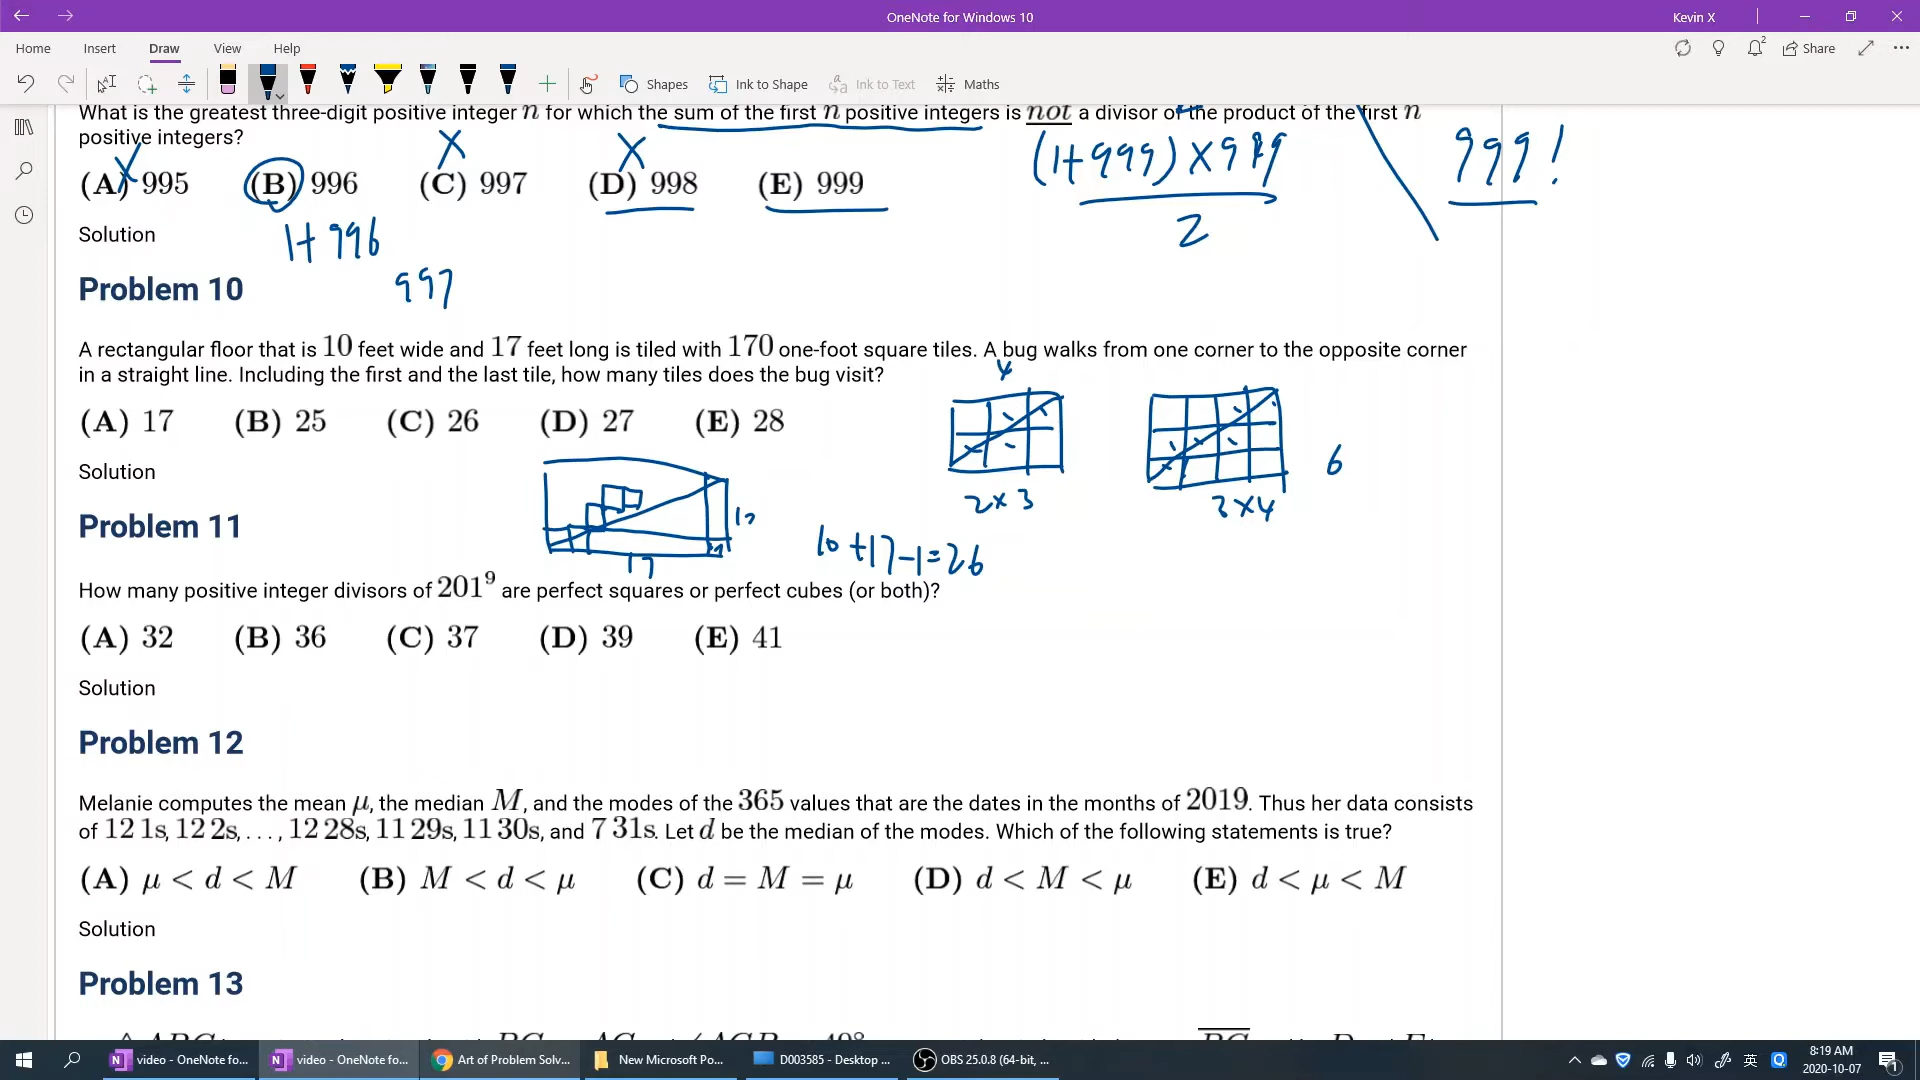 OneNote for Windows 10
Kevin X
Home Insert Draw View Help
2 Share
Shapes Ink to Shape Ink to Text Maths
What is the greatest three-digit positive integer n for which the sum of the first n positive integers is not a divisor of the product of the first n
positive integers?
(A) 995 (B) 996 (C) 997 (D) 998 (E) 999
X X X
(1+999)×999
2
999!
Solution
1+996
997
Problem 10
A rectangular floor that is 10 feet wide and 17 feet long is tiled with 170 one-foot square tiles. A bug walks from one corner to the opposite corner
in a straight line. Including the first and the last tile, how many tiles does the bug visit?
4
(A) 17 (B) 25 (C) 26 (D) 27 (E) 28
Solution
2×3
3×4
6
17
10+17-1=26
Problem 11
How many positive integer divisors of 201⁹ are perfect squares or perfect cubes (or both)?
(A) 32 (B) 36 (C) 37 (D) 39 (E) 41
Solution
Problem 12
Melanie computes the mean μ, the median M, and the modes of the 365 values that are the dates in the months of 2019. Thus her data consists
of 12 1s, 12 2s, . . . , 12 28s, 11 29s, 11 30s, and 7 31s. Let d be the median of the modes. Which of the following statements is true?
(A) μ < d < M (B) M < d < μ (C) d = M = μ (D) d < M < μ (E) d < μ < M
Solution
Problem 13
video - OneNote fo... video - OneNote fo... Art of Problem Solv... New Microsoft Po... D003585 - Desktop ... OBS 25.0.8 (64-bit, ...
英
8:19 AM
2020-10-07
1